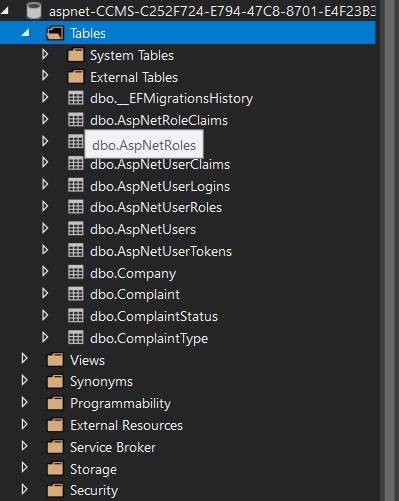 aspnet-CCMS-C252F724-E794-47C8-8701-E4F23B3
Tables
System Tables
External Tables
dbo.__EFMigrationsHistory
dbo.AspNetRoleClaims
dbo.AspNetRoles
dbo.AspNetUserClaims
dbo.AspNetUserLogins
dbo.AspNetUserRoles
dbo.AspNetUsers
dbo.AspNetUserTokens
dbo.Company
dbo.Complaint
dbo.ComplaintStatus
dbo.ComplaintType
Views
Synonyms
Programmability
External Resources
Service Broker
Storage
Security